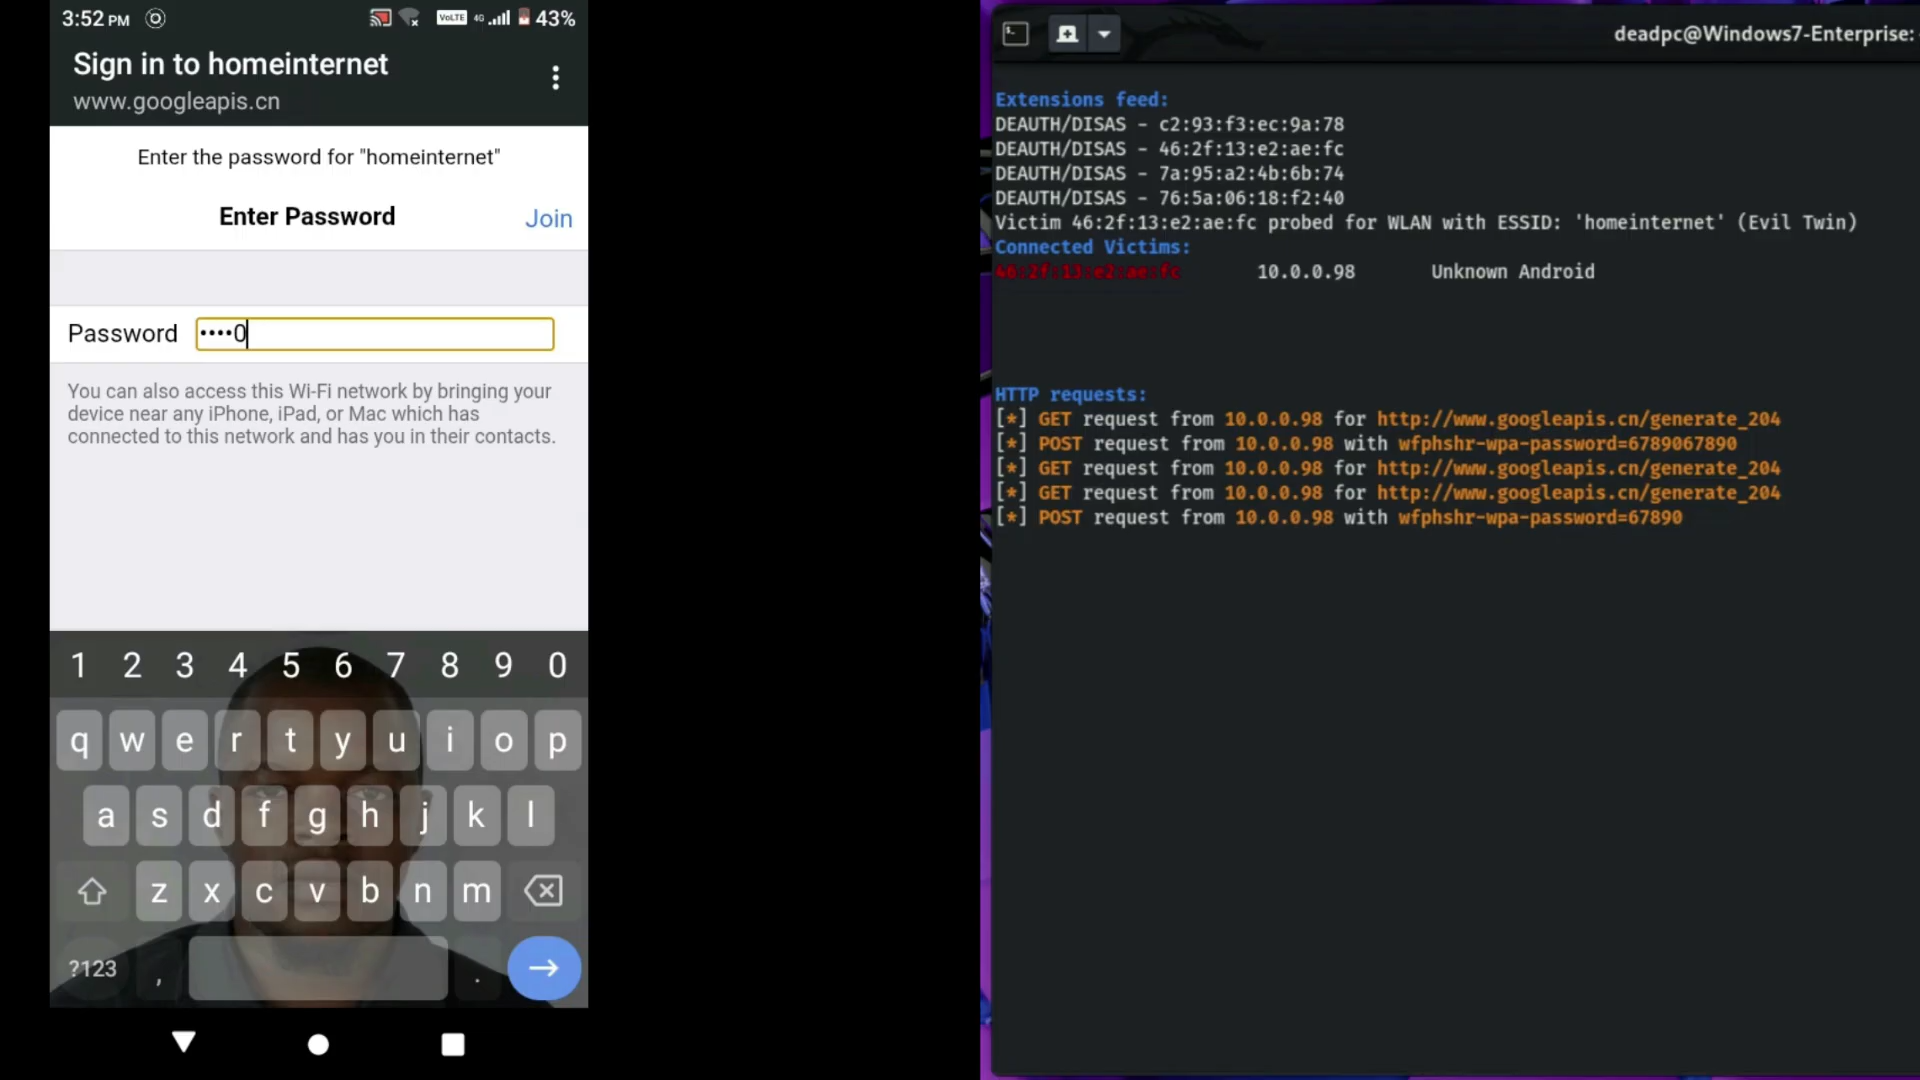 3:52 PM
VoLTE 4G 43%
Sign in to homeinternet
www.googleapis.cn
Enter the password for "homeinternet"
Enter Password
Join
Password ••••0
You can also access this Wi-Fi network by bringing your
device near any iPhone, iPad, or Mac which has
connected to this network and has you in their contacts.
1 2 3 4 5 6 7 8 9 0
q w e r t y u i o p
a s d f g h j k l
z x c v b n m
?123 , .
deadpc@Windows7-Enterprise:
Extensions feed:
DEAUTH/DISAS - c2:93:f3:ec:9a:78
DEAUTH/DISAS - 46:2f:13:e2:ae:fc
DEAUTH/DISAS - 7a:95:a2:4b:6b:74
DEAUTH/DISAS - 76:5a:06:18:f2:40
Victim 46:2f:13:e2:ae:fc probed for WLAN with ESSID: 'homeinternet' (Evil Twin)
Connected Victims:
46:2f:13:e2:ae:fc 10.0.0.98 Unknown Android
HTTP requests:
[*] GET request from 10.0.0.98 for http://www.googleapis.cn/generate_204
[*] POST request from 10.0.0.98 with wfphshr-wpa-password=6789067890
[*] GET request from 10.0.0.98 for http://www.googleapis.cn/generate_204
[*] GET request from 10.0.0.98 for http://www.googleapis.cn/generate_204
[*] POST request from 10.0.0.98 with wfphshr-wpa-password=67890